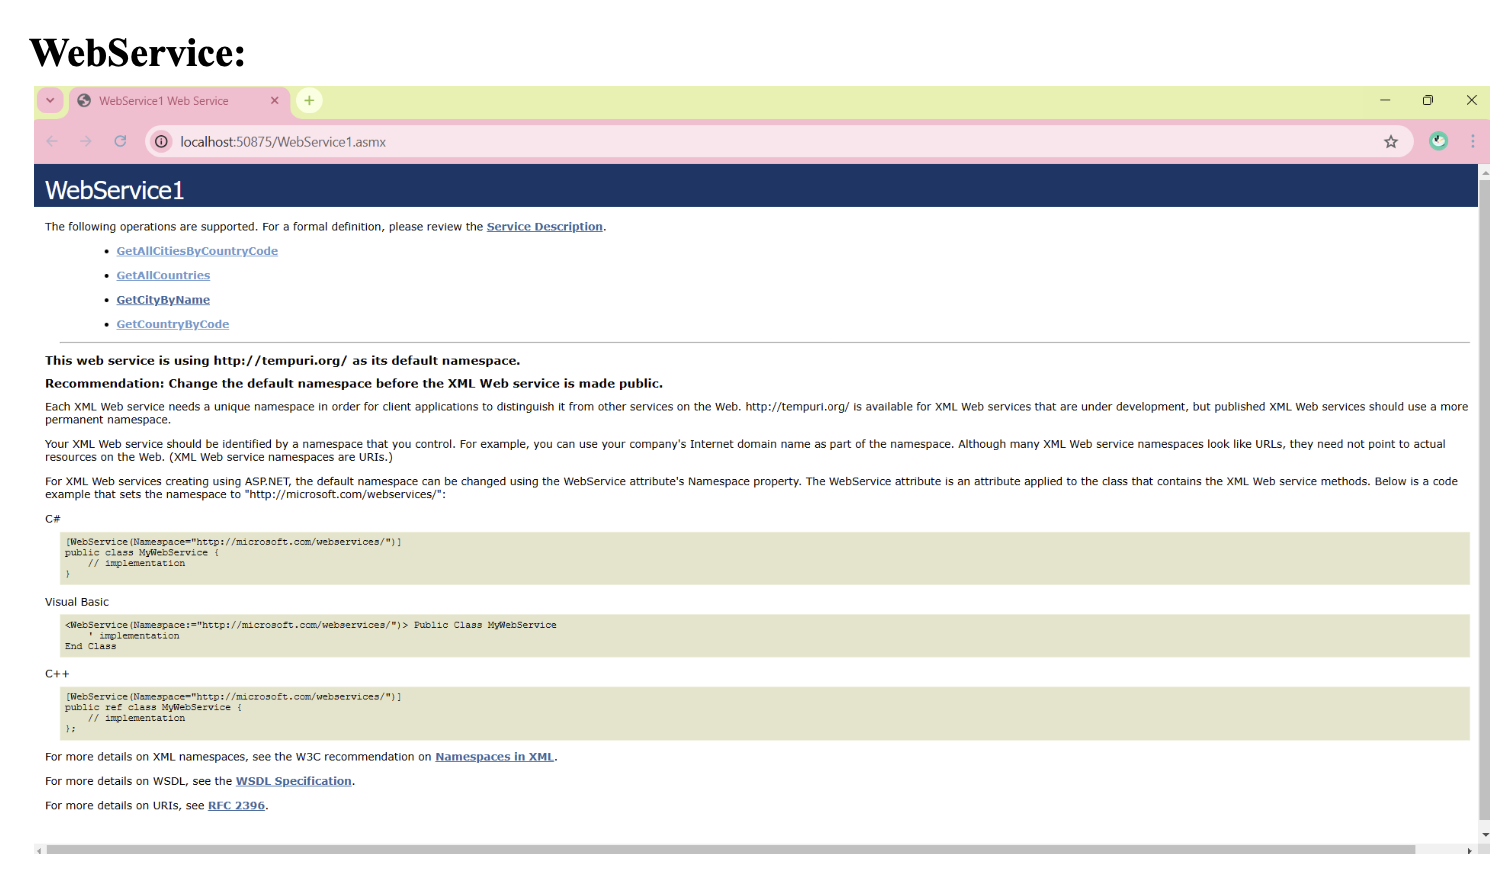 WebService:
WebService1 Web Service
localhost:50875/WebService1.asmx
WebService1
The following operations are supported. For a formal definition, please review the Service Description.
• GetAllCitiesByCountryCode
• GetAllCountries
• GetCityByName
• GetCountryByCode
This web service is using http://tempuri.org/ as its default namespace.
Recommendation: Change the default namespace before the XML Web service is made public.
Each XML Web service needs a unique namespace in order for client applications to distinguish it from other services on the Web. http://tempuri.org/ is available for XML Web services that are under development, but published XML Web services should use a more
permanent namespace.
Your XML Web service should be identified by a namespace that you control. For example, you can use your company's Internet domain name as part of the namespace. Although many XML Web service namespaces look like URLs, they need not point to actual
resources on the Web. (XML Web service namespaces are URIs.)
For XML Web services creating using ASP.NET, the default namespace can be changed using the WebService attribute's Namespace property. The WebService attribute is an attribute applied to the class that contains the XML Web service methods. Below is a code
example that sets the namespace to "http://microsoft.com/webservices/":
C#
[WebService(Namespace="http://microsoft.com/webservices/")]
public class MyWebService {
    // implementation
}
Visual Basic
<WebService(Namespace:="http://microsoft.com/webservices/")> Public Class MyWebService
    ' implementation
End Class
C++
[WebService(Namespace="http://microsoft.com/webservices/")]
public ref class MyWebService {
    // implementation
};
For more details on XML namespaces, see the W3C recommendation on Namespaces in XML.
For more details on WSDL, see the WSDL Specification.
For more details on URIs, see RFC 2396.